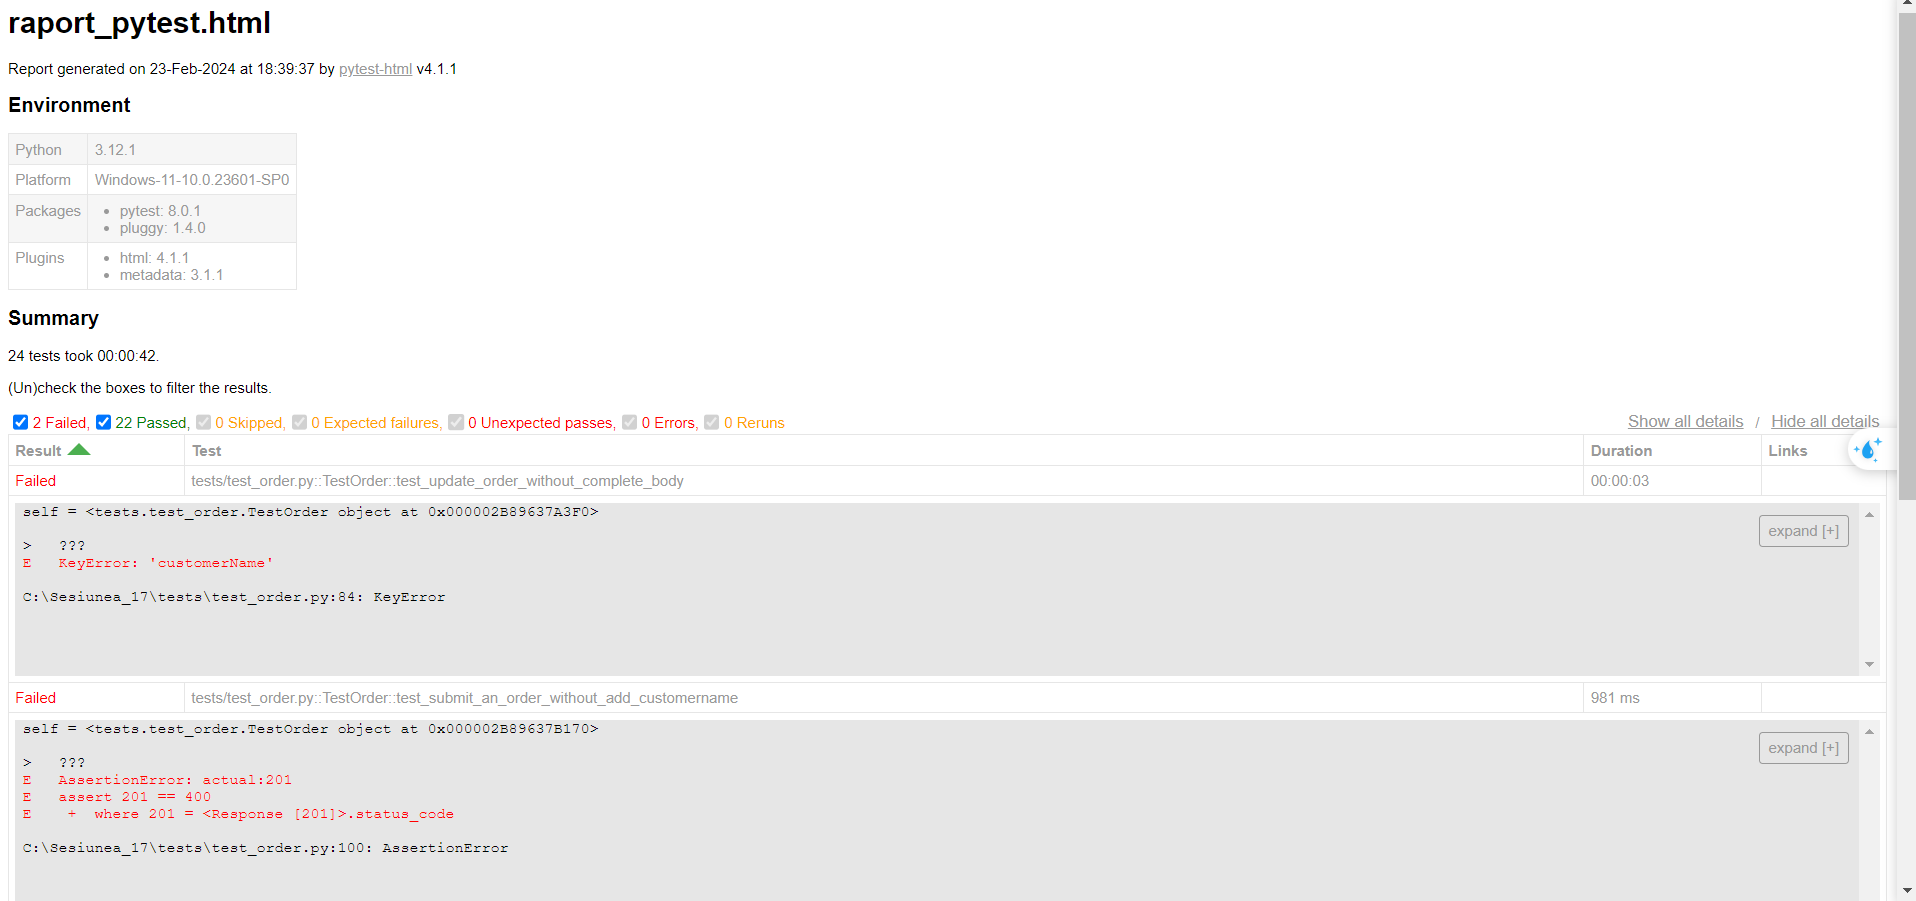 raport_pytest.html
Report generated on 23-Feb-2024 at 18:39:37 by pytest-html v4.1.1
Environment
Python 3.12.1
Platform Windows-11-10.0.23601-SP0
Packages • pytest: 8.0.1
• pluggy: 1.4.0
Plugins • html: 4.1.1
• metadata: 3.1.1
Summary
24 tests took 00:00:42.
(Un)check the boxes to filter the results.
2 Failed, 22 Passed, 0 Skipped, 0 Expected failures, 0 Unexpected passes, 0 Errors, 0 Reruns Show all details / Hide all details
Result Test Duration Links
Failed tests/test_order.py::TestOrder::test_update_order_without_complete_body 00:00:03
self = <tests.test_order.TestOrder object at 0x000002B89637A3F0>
expand [+]
> ???
E KeyError: 'customerName'
C:\Sesiunea_17\tests\test_order.py:84: KeyError
Failed tests/test_order.py::TestOrder::test_submit_an_order_without_add_customername 981 ms
self = <tests.test_order.TestOrder object at 0x000002B89637B170>
expand [+]
> ???
E AssertionError: actual:201
E assert 201 == 400
E + where 201 = <Response [201]>.status_code
C:\Sesiunea_17\tests\test_order.py:100: AssertionError